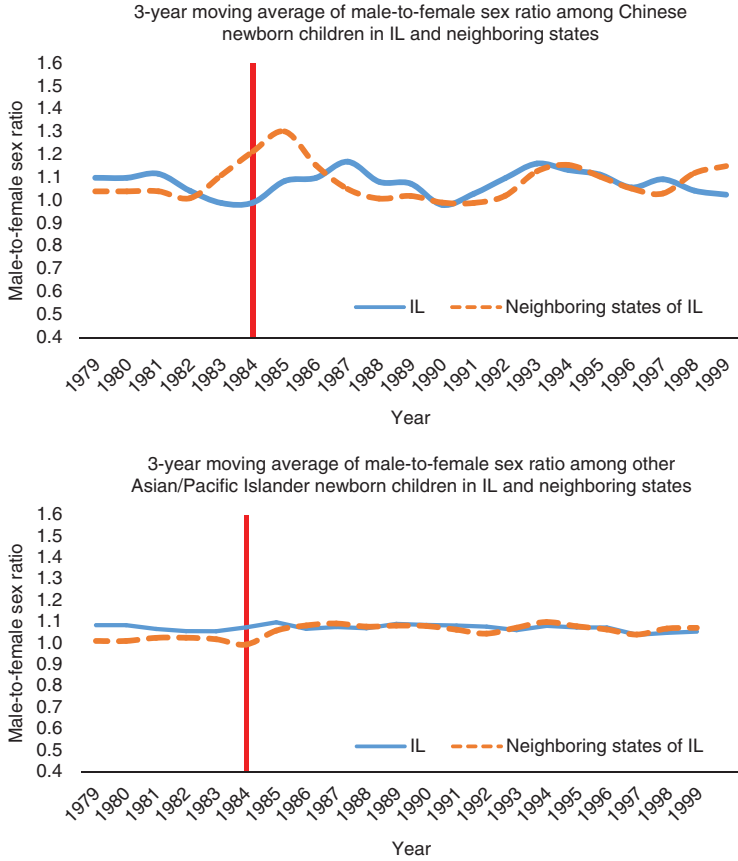 3-year moving average of male-to-female sex ratio among Chinese
newborn children in IL and neighboring states
Male-to-female sex ratio
1.6
1.5
1.4
1.3
1.2
1.1
1.0
0.9
0.8
0.7
0.6
0.5
0.4
IL Neighboring states of IL
1979 1980 1981 1982 1983 1984 1985 1986 1987 1988 1989 1990 1991 1992 1993 1994 1995 1996 1997 1998 1999
Year
3-year moving average of male-to-female sex ratio among other
Asian/Pacific Islander newborn children in IL and neighboring states
Male-to-female sex ratio
1.6
1.5
1.4
1.3
1.2
1.1
1.0
0.9
0.8
0.7
0.6
0.5
0.4
IL Neighboring states of IL
1979 1980 1981 1982 1983 1984 1985 1986 1987 1988 1989 1990 1991 1992 1993 1994 1995 1996 1997 1998 1999
Year